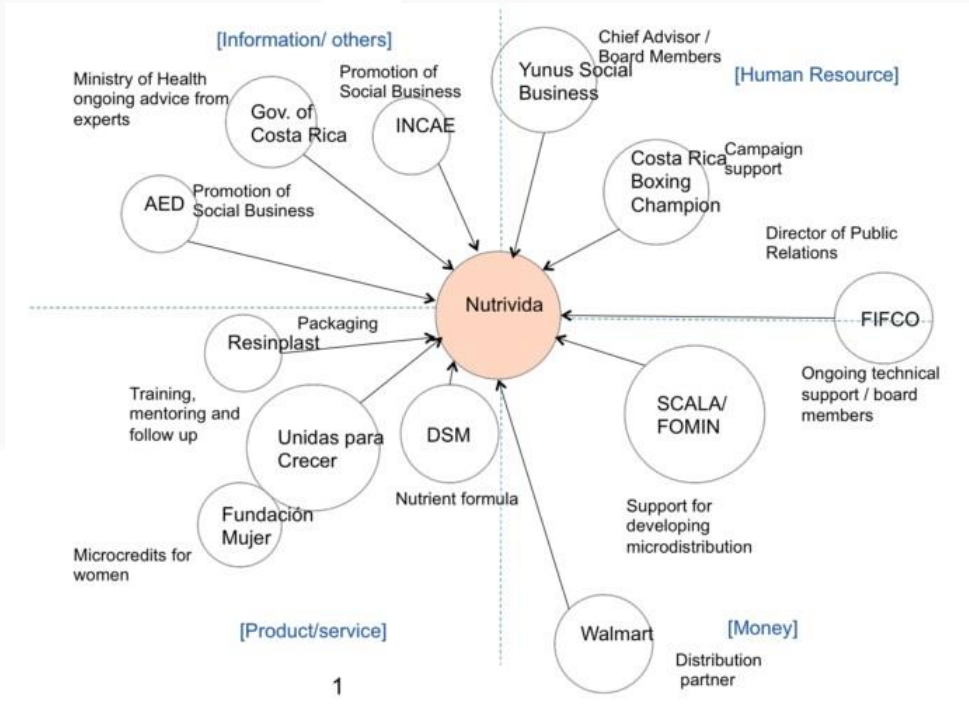 [Information/ others]
Chief Advisor /
Board Members
Yunus Social
Business
[Human Resource]
Ministry of Health
ongoing advice from
experts
Gov. of
Costa Rica
Promotion of
Social Business
INCAE
Costa Rica
Boxing
Champion
Campaign
support
AED
Promotion of
Social Business
Director of Public
Relations
Nutrivida
FIFCO
Ongoing technical
support / board
members
Resinplast
Packaging
Training,
mentoring and
follow up
Unidas para
Crecer
DSM
Nutrient formula
SCALA/
FOMIN
Support for
developing
microdistribution
Fundación
Mujer
Microcredits for
women
[Product/service]
Walmart
[Money]
Distribution
partner
1